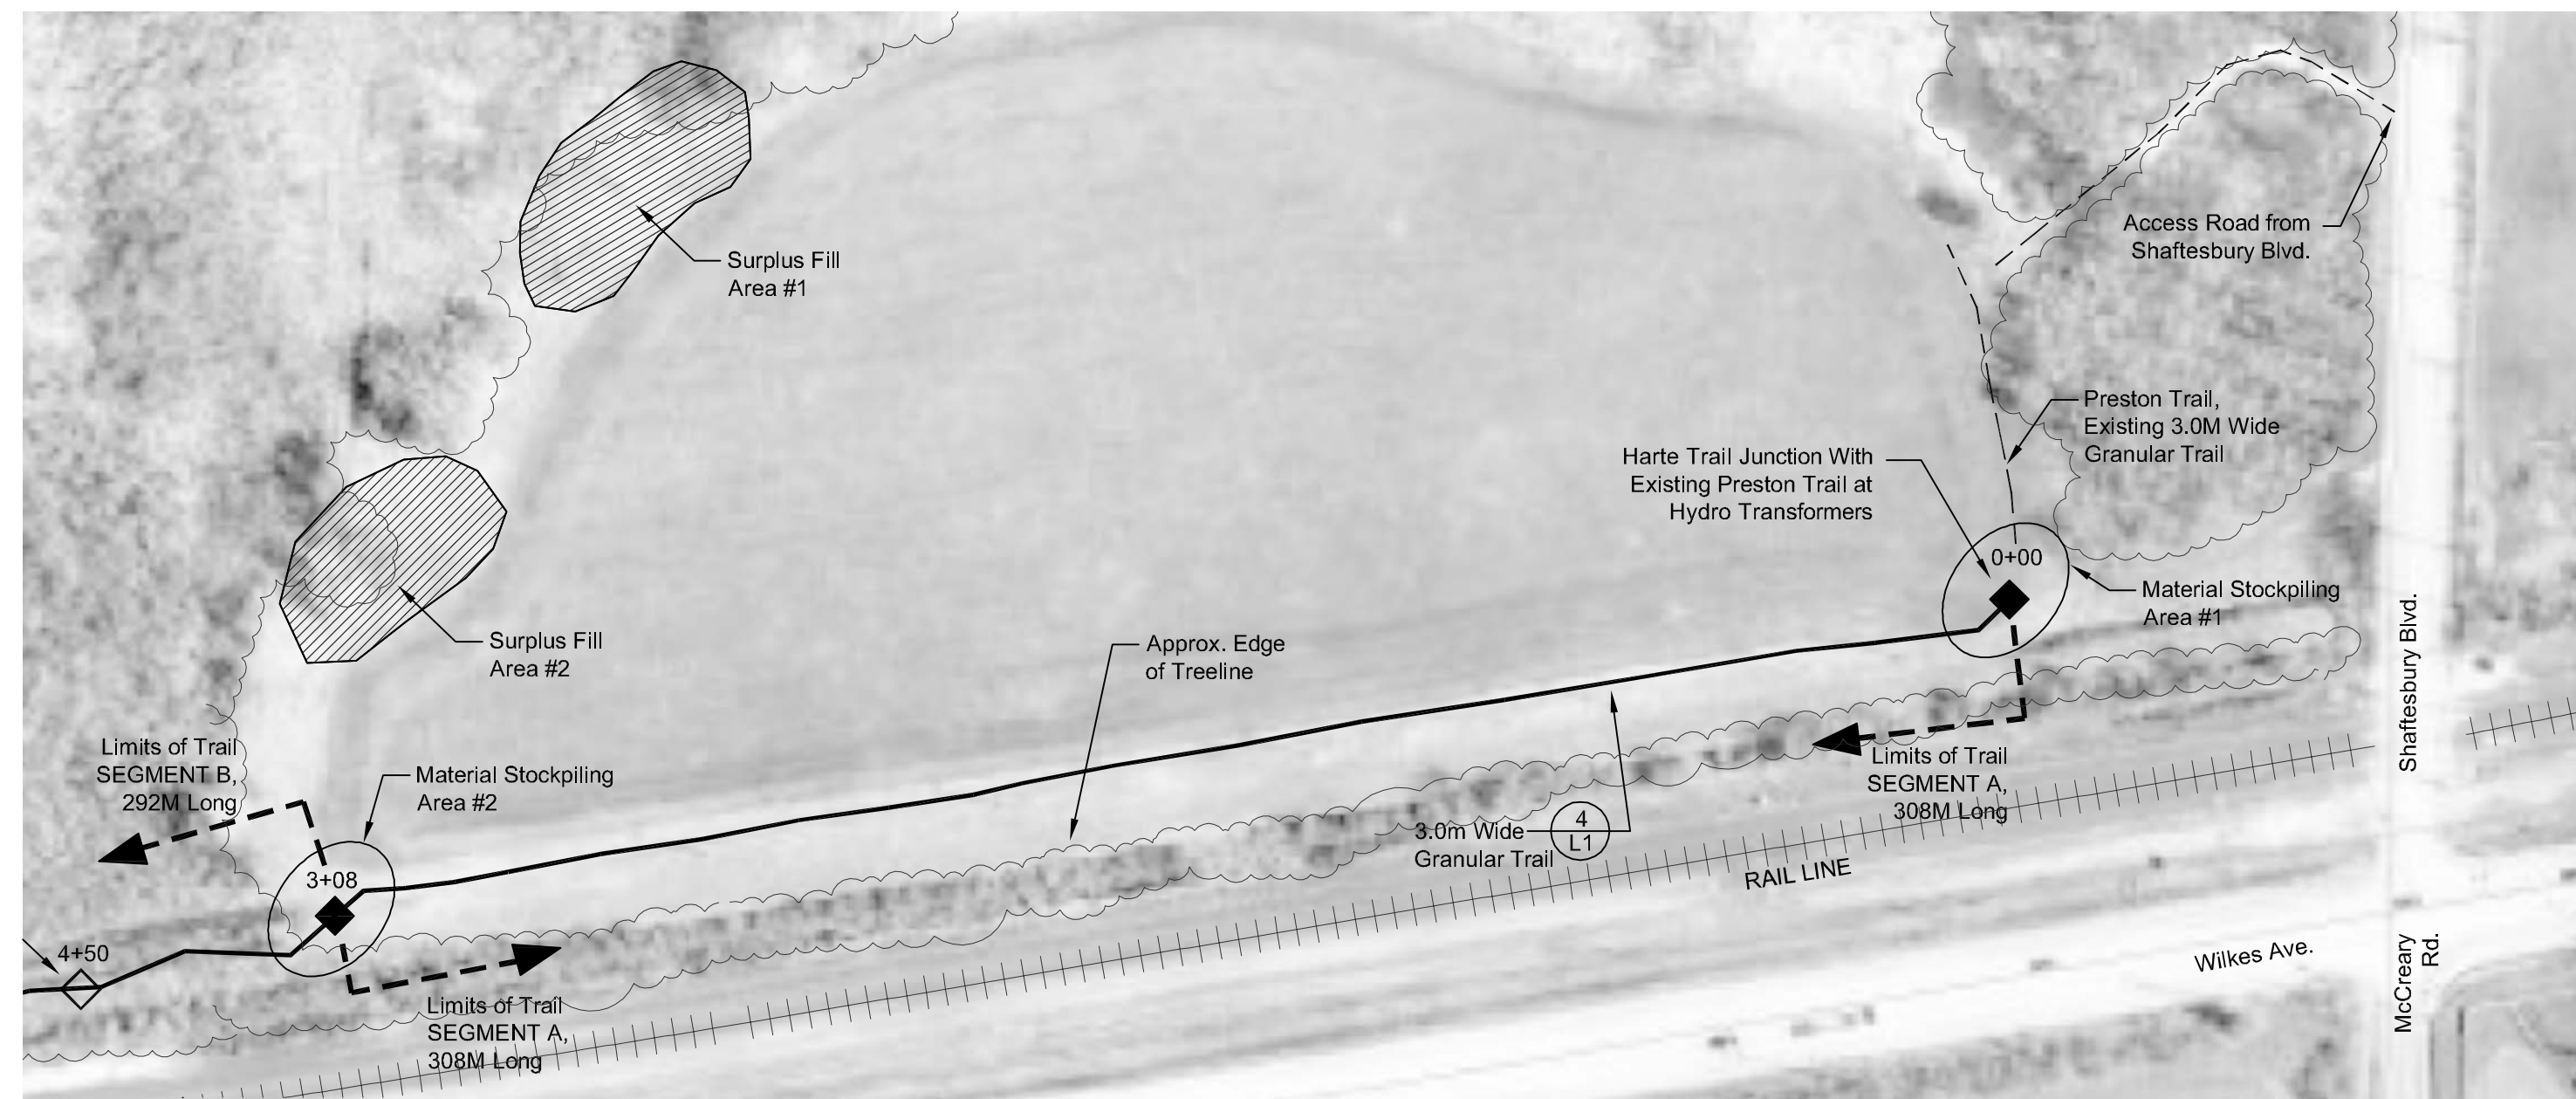 Access Road from
Shaftesbury Blvd.
Surplus Fill
Area #1
Preston Trail,
Existing 3.0M Wide
Granular Trail
Harte Trail Junction With
Existing Preston Trail at
Hydro Transformers
0+00
Material Stockpiling
Area #1
Surplus Fill
Area #2
Approx. Edge
of Treeline
Shaftesbury Blvd.
Limits of Trail
SEGMENT B,
292M Long
Material Stockpiling
Area #2
Limits of Trail
SEGMENT A,
308M Long
3.0m Wide
Granular Trail
4
L1
RAIL LINE
3+08
4+50
Wilkes Ave.
McCreary
Rd.
Limits of Trail
SEGMENT A,
308M Long